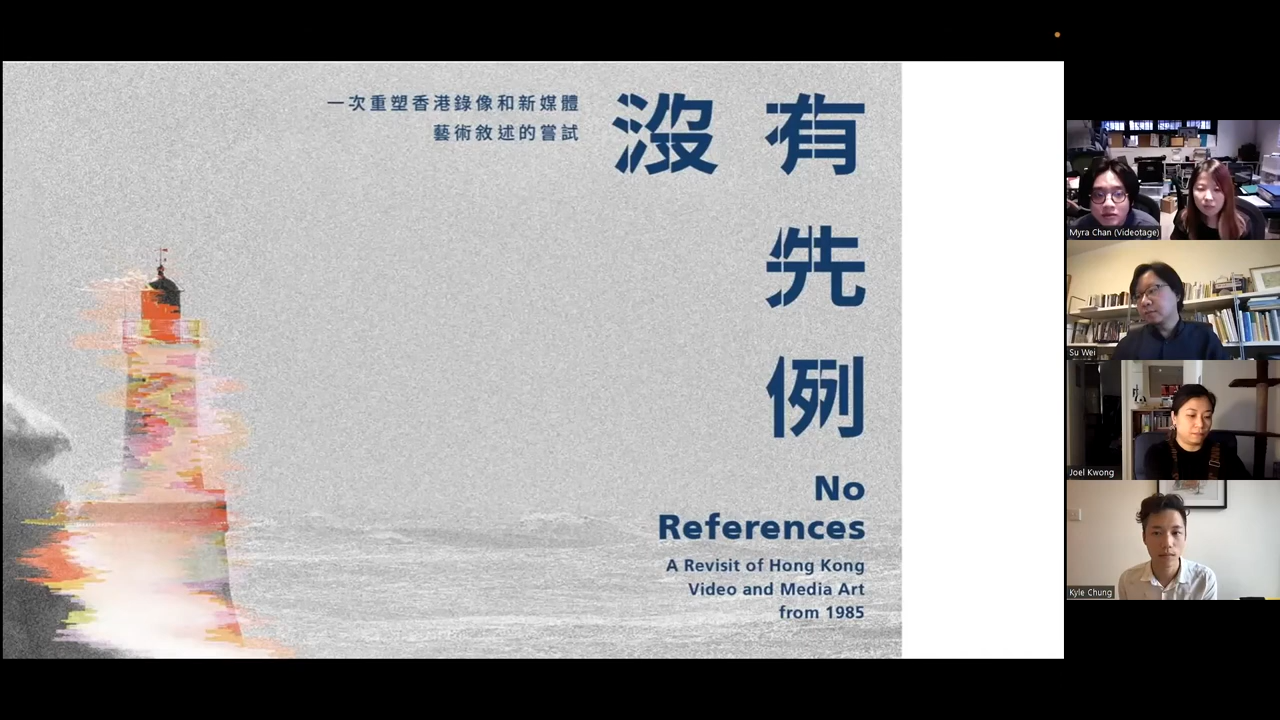 一次重塑香港錄像和新媒體
藝術敘述的嘗試
沒有
先
例
No
References
A Revisit of Hong Kong
Video and Media Art
from 1985
Myra Chan (Videotage)
Su Wei
Joel Kwong
Kyle Chung